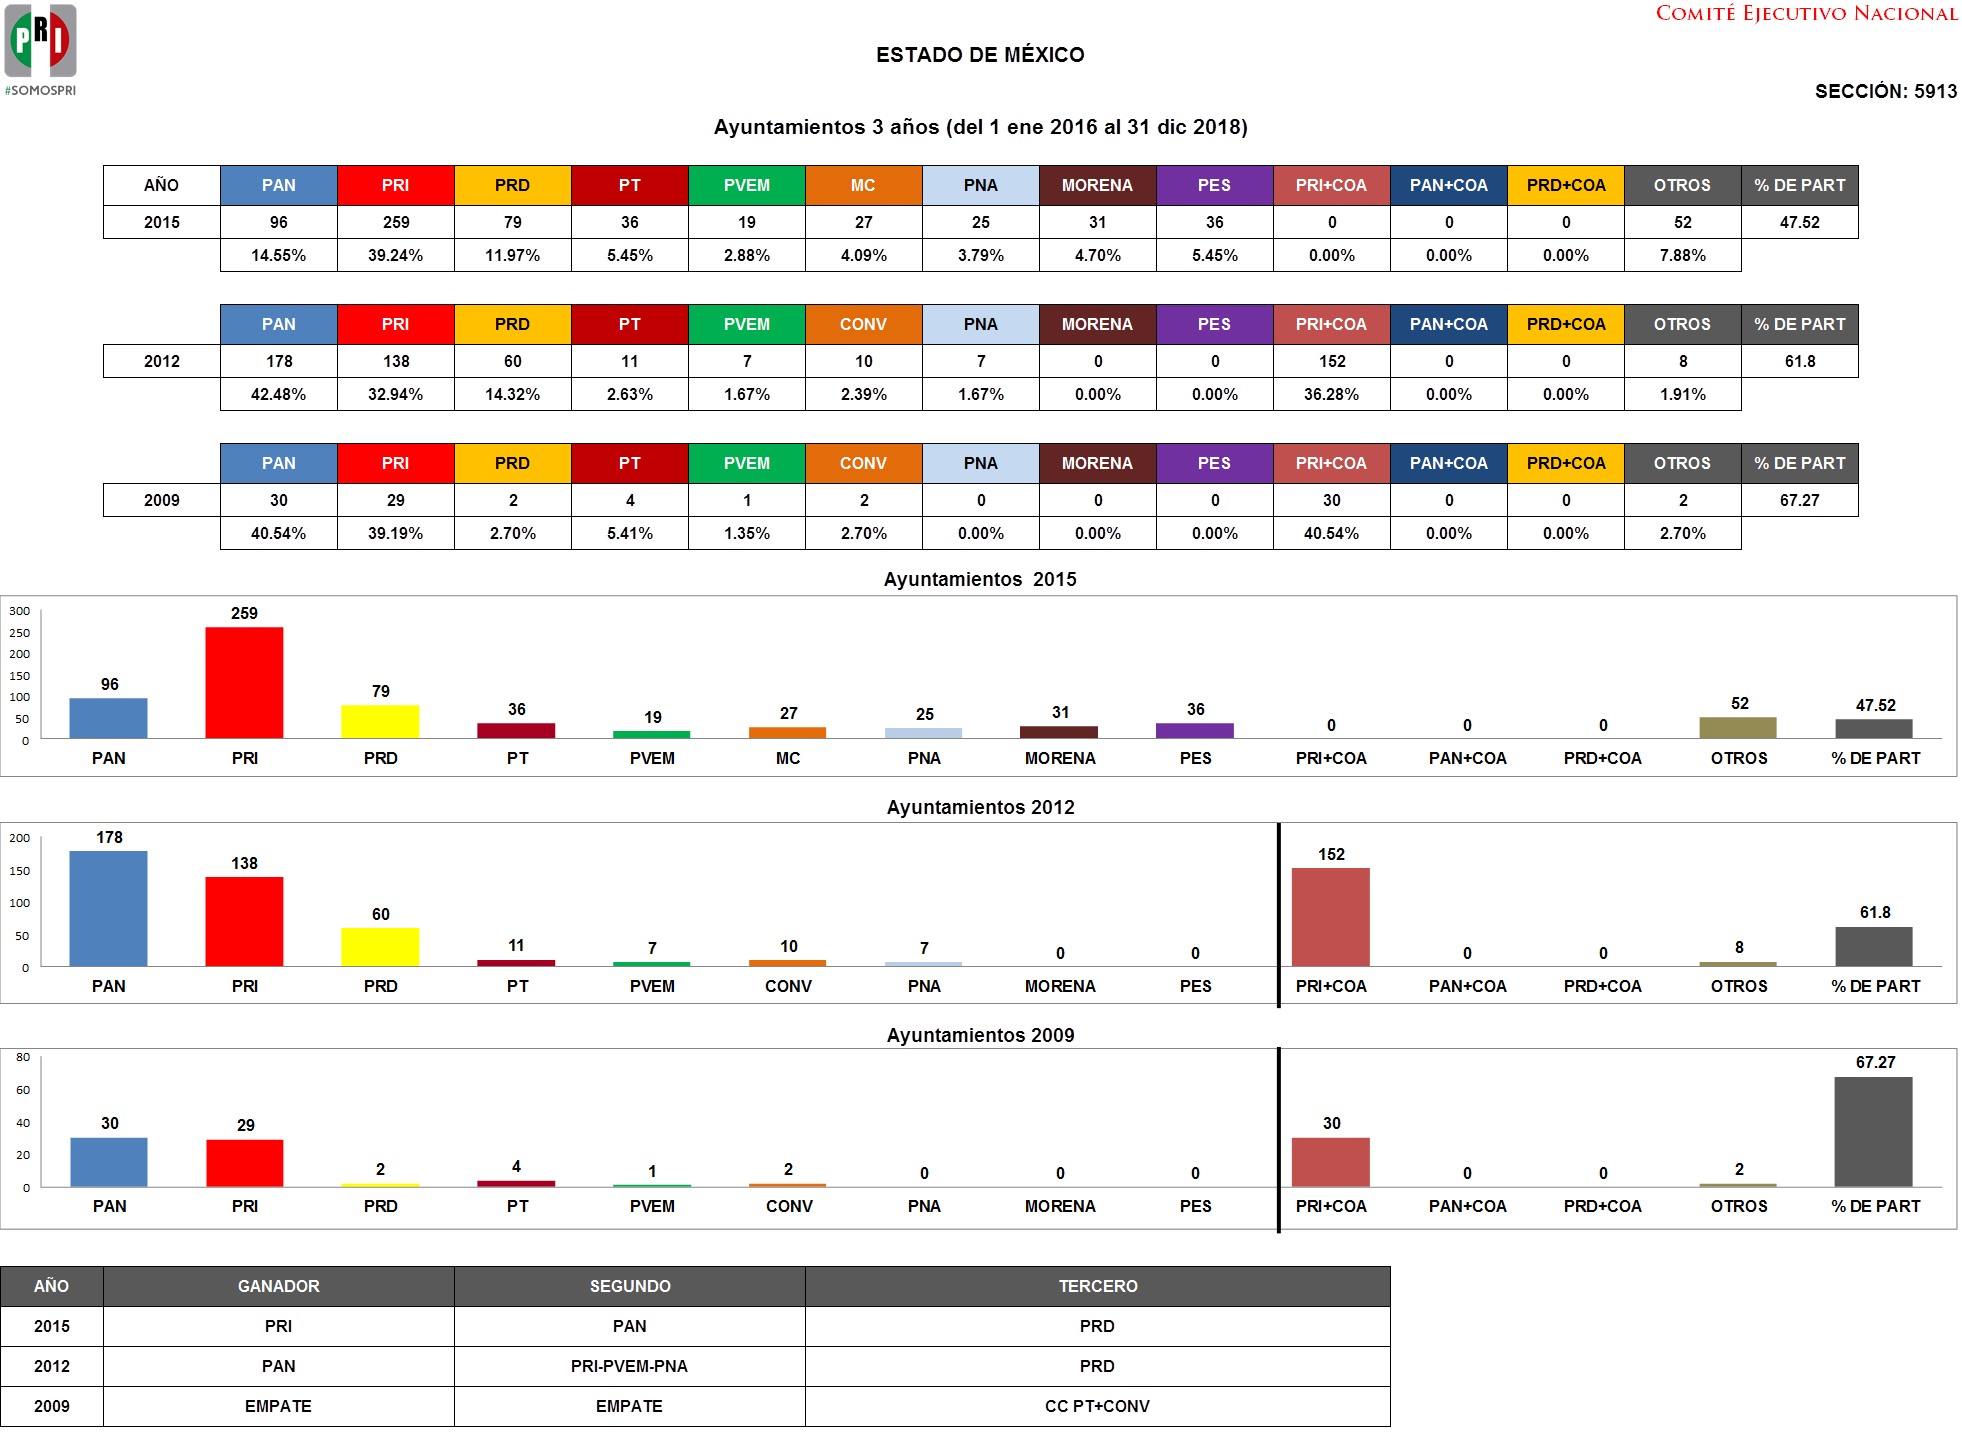 COMITÉ EJECUTIVO NACIONAL
PRI
#SOMOSPRI
ESTADO DE MÉXICO
SECCIÓN: 5913
Ayuntamientos 3 años (del 1 ene 2016 al 31 dic 2018)
AÑO PAN PRI PRD PT PVEM MC PNA MORENA PES PRI+COA PAN+COA PRD+COA OTROS % DE PART
2015 96 259 79 36 19 27 25 31 36 0 0 0 52 47.52
14.55% 39.24% 11.97% 5.45% 2.88% 4.09% 3.79% 4.70% 5.45% 0.00% 0.00% 0.00% 7.88%
PAN PRI PRD PT PVEM CONV PNA MORENA PES PRI+COA PAN+COA PRD+COA OTROS % DE PART
2012 178 138 60 11 7 10 7 0 0 152 0 0 8 61.8
42.48% 32.94% 14.32% 2.63% 1.67% 2.39% 1.67% 0.00% 0.00% 36.28% 0.00% 0.00% 1.91%
PAN PRI PRD PT PVEM CONV PNA MORENA PES PRI+COA PAN+COA PRD+COA OTROS % DE PART
2009 30 29 2 4 1 2 0 0 0 30 0 0 2 67.27
40.54% 39.19% 2.70% 5.41% 1.35% 2.70% 0.00% 0.00% 0.00% 40.54% 0.00% 0.00% 2.70%
Ayuntamientos 2015
300
250
200
150
100
50
0
96 259 79 36 19 27 25 31 36 0 0 0 52 47.52
PAN PRI PRD PT PVEM MC PNA MORENA PES PRI+COA PAN+COA PRD+COA OTROS % DE PART
Ayuntamientos 2012
200
150
100
50
0
178 138 60 11 7 10 7 0 0 152 0 0 8 61.8
PAN PRI PRD PT PVEM CONV PNA MORENA PES PRI+COA PAN+COA PRD+COA OTROS % DE PART
Ayuntamientos 2009
80
60
40
20
0
30 29 2 4 1 2 0 0 0 30 0 0 2 67.27
PAN PRI PRD PT PVEM CONV PNA MORENA PES PRI+COA PAN+COA PRD+COA OTROS % DE PART
AÑO GANADOR SEGUNDO TERCERO
2015 PRI PAN PRD
2012 PAN PRI-PVEM-PNA PRD
2009 EMPATE EMPATE CC PT+CONV